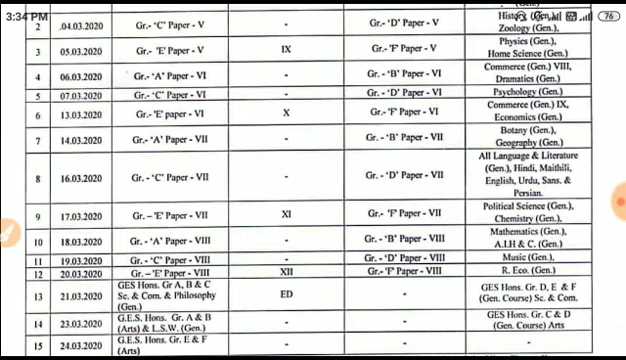 3:34 PM
76
2 .04.03.2020 Gr.- 'C' Paper - V - Gr.- 'D' Paper - V History (Gen.)
Zoology (Gen.),
3 05.03.2020 Gr.- 'E' Paper - V IX Gr.- 'F' Paper - V Physics (Gen.),
Home Science (Gen.)
4 06.03.2020 Gr.- 'A' Paper - VI - Gr. - 'B' Paper - VI Commerce (Gen.) VIII,
Dramatics (Gen.)
5 07.03.2020 Gr.- 'C' Paper - VI - Gr. - 'D' Paper - VI Psychology (Gen.)
6 13.03.2020 Gr.- 'E' paper - VI X Gr.- 'F' Paper - VI Commerce (Gen.) IX,
Economics (Gen.)
7 14.03.2020 Gr. - 'A' Paper - VII - Gr. - 'B' Paper - VII Botany (Gen.),
Geography (Gen.)
8 16.03.2020 Gr. - 'C' Paper - VII - Gr. - 'D' Paper - VII All Language & Literature
(Gen.), Hindi, Maithili,
English, Urdu, Sans. &
Persian.
9 17.03.2020 Gr. – 'E' Paper - VII XI Gr.- 'F' Paper - VII Political Science (Gen.),
Chemistry (Gen.),
10 18.03.2020 Gr. - 'A' Paper - VIII - Gr. - 'B' Paper - VIII Mathematics (Gen.),
A.I.H & C. (Gen.)
11 19.03.2020 Gr. - 'C' Paper - VIII - Gr. - 'D' Paper - VIII Music (Gen.),
12 20.03.2020 Gr. – 'E' Paper - VIII XII Gr.- 'F' Paper - VIII R. Eco. (Gen.)
13 21.03.2020 GES Hons. Gr A, B & C ED - GES Hons. Gr. D, E & F
Sc. & Com. & Philosophy (Gen. Course) Sc. & Com.
(Gen.)
14 23.03.2020 G.E.S. Hons. Gr. A & B - - GES Hons. Gr. C & D
(Arts) & L.S.W. (Gen.) (Gen. Course) Arts
15 24.03.2020 G.E.S. Hons. Gr. E & F - - -
(Arts)